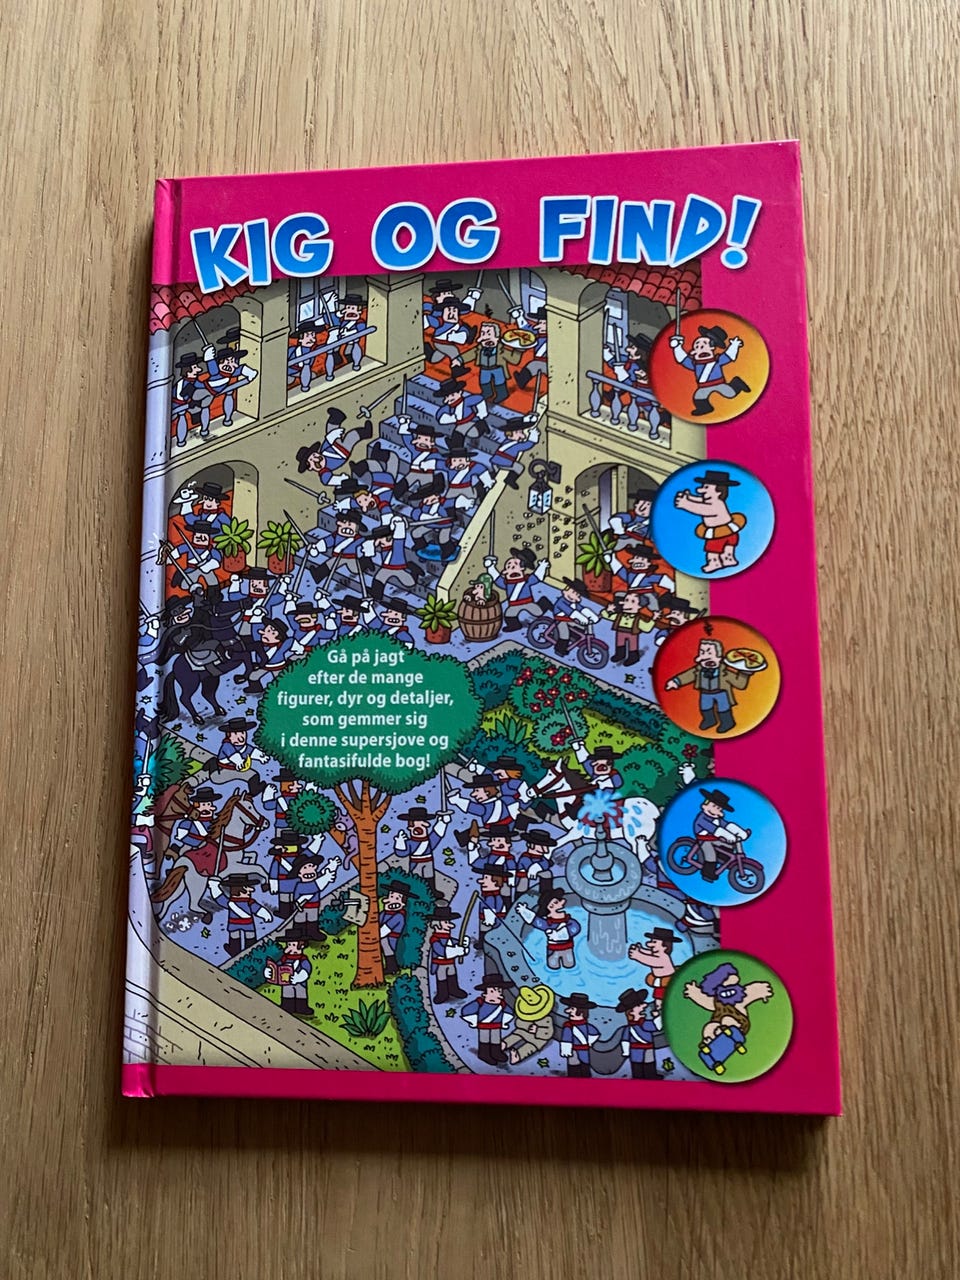 KIG OG FIND!
Gå på jagt
efter de mange
figurer, dyr og detaljer,
som gemmer sig
i denne supersjove og
fantasifulde bog!